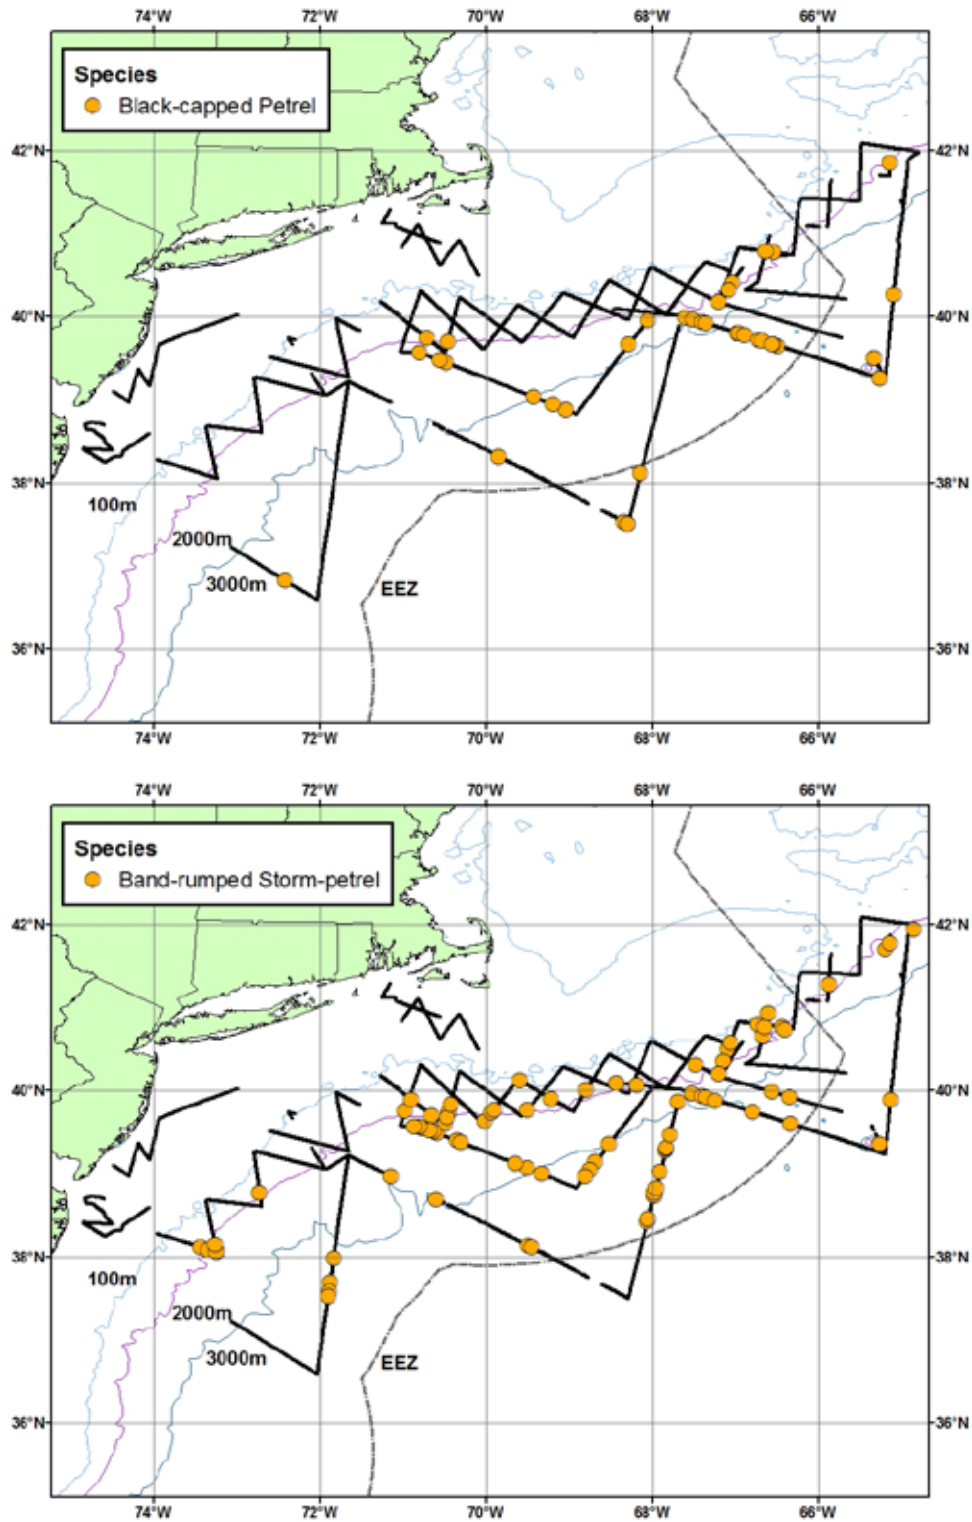 74°W 72°W 70°W 68°W 66°W
Species
Black-capped Petrel
42°N 42°N
40°N 40°N
38°N 38°N
100m
2000m
3000m
EEZ
36°N 36°N
74°W 72°W 70°W 68°W 66°W
74°W 72°W 70°W 68°W 66°W
Species
Band-rumped Storm-petrel
42°N 42°N
40°N 40°N
38°N 38°N
100m
2000m
3000m
EEZ
36°N 36°N
74°W 72°W 70°W 68°W 66°W